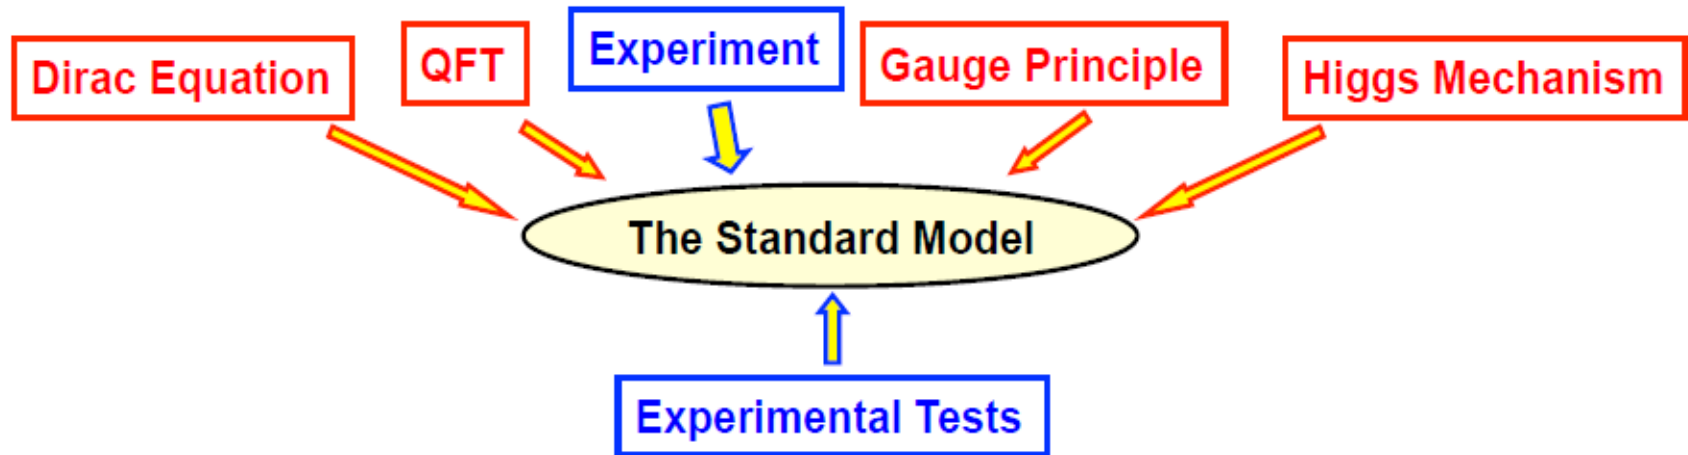 Dirac Equation
QFT
Experiment
Gauge Principle
Higgs Mechanism
The Standard Model
Experimental Tests